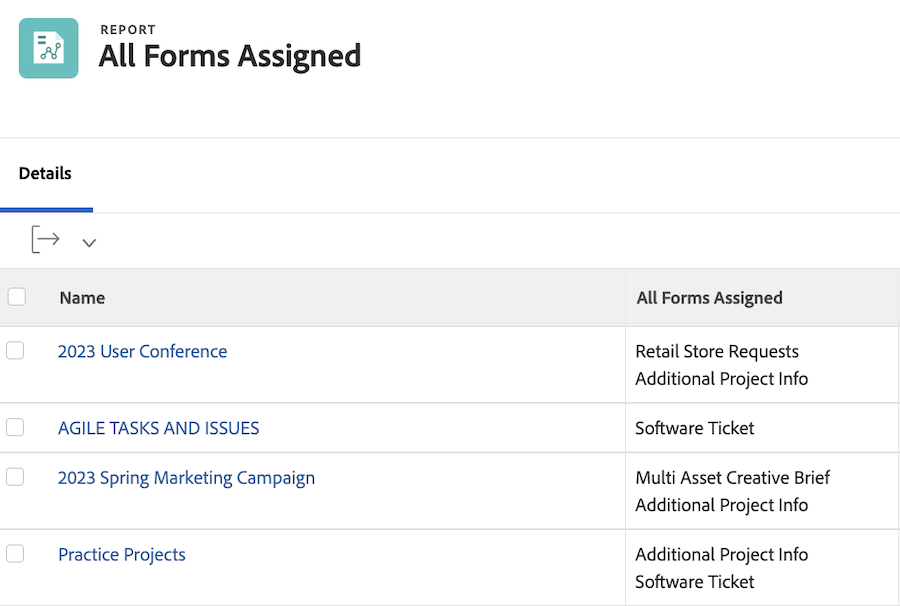 REPORT
All Forms Assigned
Details
Name
All Forms Assigned
2023 User Conference
Retail Store Requests
Additional Project Info
AGILE TASKS AND ISSUES
Software Ticket
2023 Spring Marketing Campaign
Multi Asset Creative Brief
Additional Project Info
Practice Projects
Additional Project Info
Software Ticket